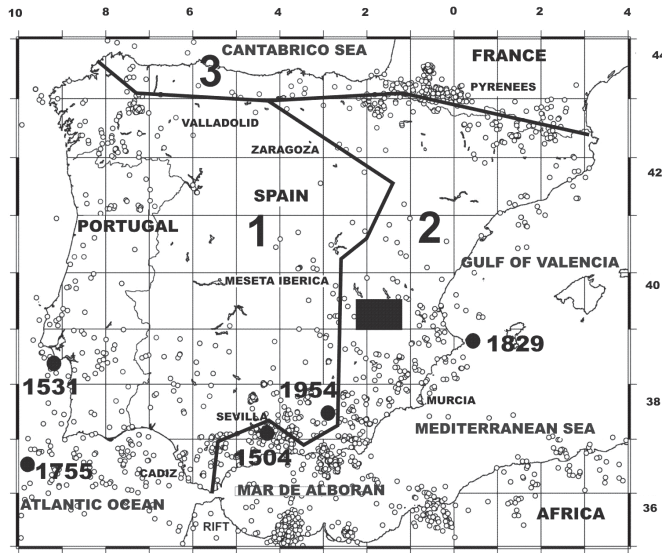 10 8 6 4 2 0 2 4
44
CANTABRICO SEA
FRANCE
3
PYRENEES
VALLADOLID
ZARAGOZA
42
SPAIN
PORTUGAL
1
2
GULF OF VALENCIA
MESETA IBERICA
40
1829
1531
1954
38
SEVILLA
MURCIA
MEDITERRANEAN SEA
1504
1755
CADIZ
MAR DE ALBORAN
ATLANTIC OCEAN
36
AFRICA
RIFT